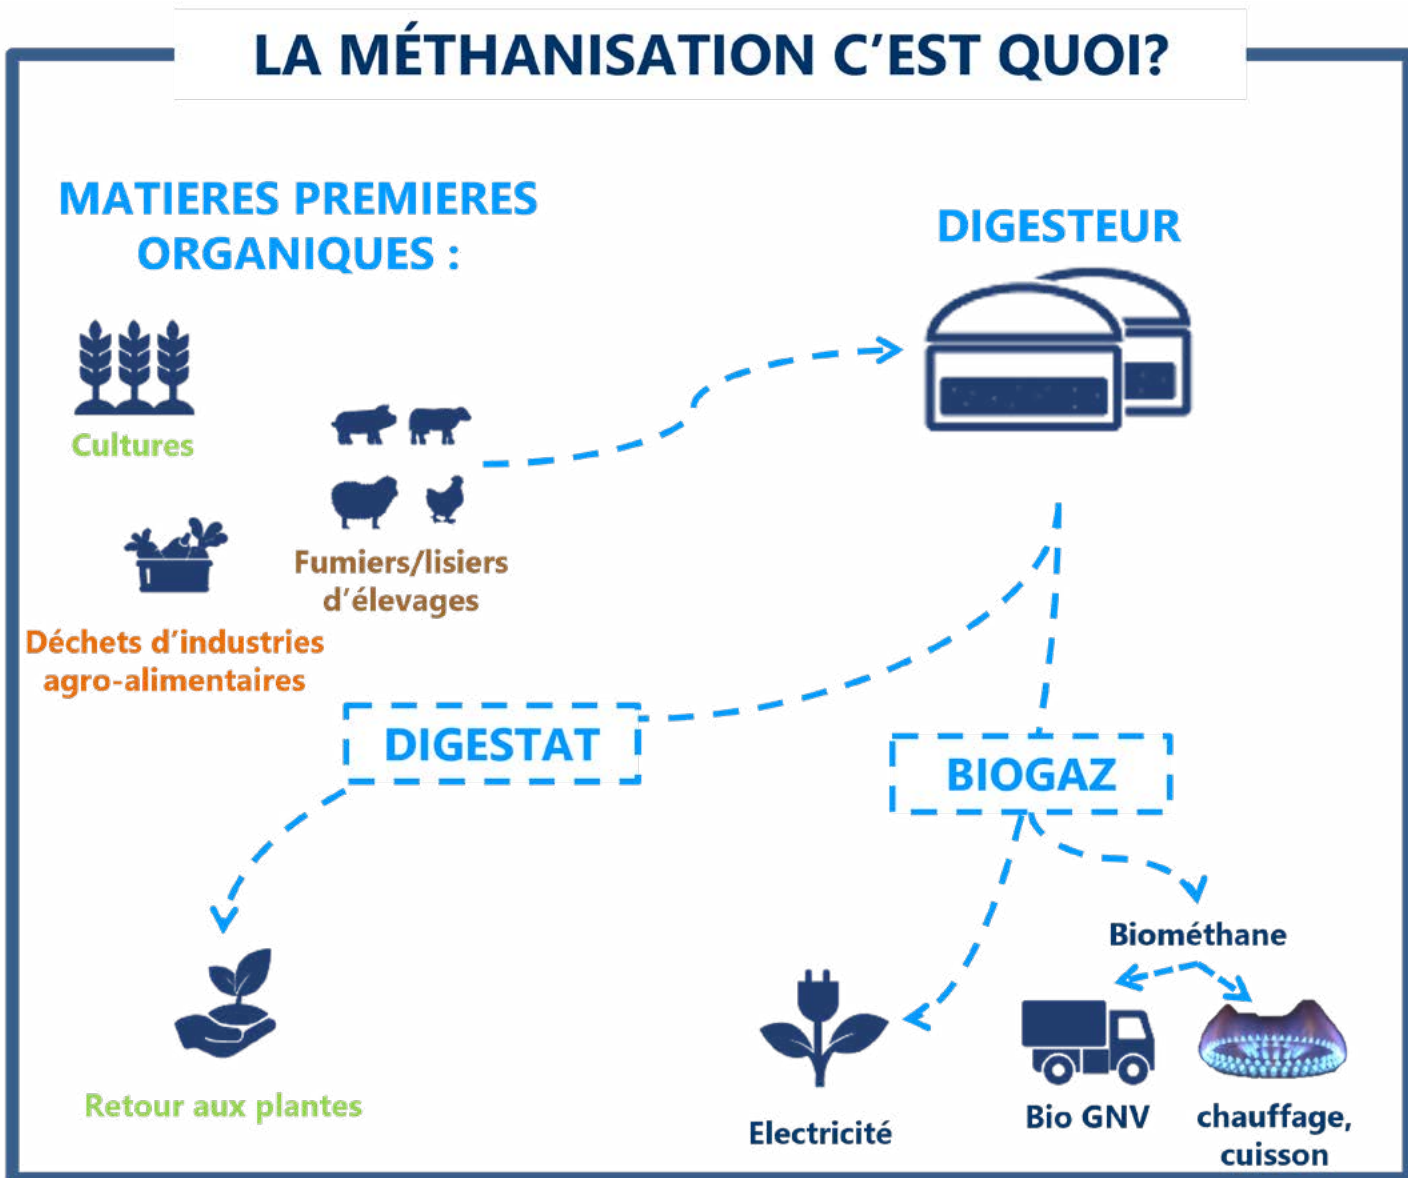 LA MÉTHANISATION C'EST QUOI?
MATIERES PREMIERES
ORGANIQUES :
DIGESTEUR
Cultures
Fumiers/lisiers
d'élevages
Déchets d'industries
agro-alimentaires
DIGESTAT
BIOGAZ
Biométhane
Retour aux plantes
Electricité
Bio GNV
chauffage,
cuisson